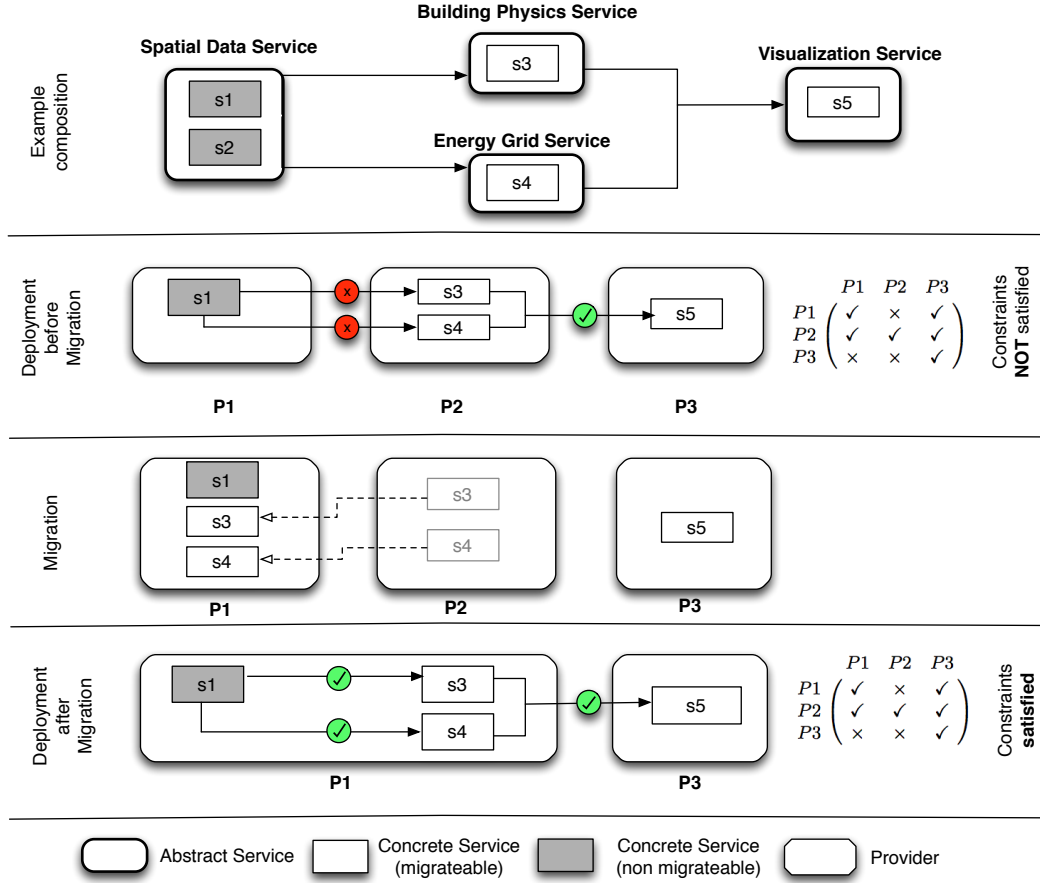 Building Physics Service
Spatial Data Service
Visualization Service
s3
s1
s5
s2
Energy Grid Service
s4
Example
composition
Deployment
before
Migration
s1
x
s3
x
s4
✓
s5
P1 P2 P3
P1 ( ✓ × ✓ )
P2 ( ✓ ✓ ✓ )
P3 ( × × ✓ )
Constraints
NOT satisfied
P1
P2
P3
Migration
s1
s3
s4
s3
s4
s5
P1
P2
P3
Deployment
after
Migration
s1
✓
s3
✓
s4
✓
s5
P1 P2 P3
P1 ( ✓ × ✓ )
P2 ( ✓ ✓ ✓ )
P3 ( × × ✓ )
Constraints
satisfied
P1
P3
Abstract Service
Concrete Service
(migrateable)
Concrete Service
(non migrateable)
Provider